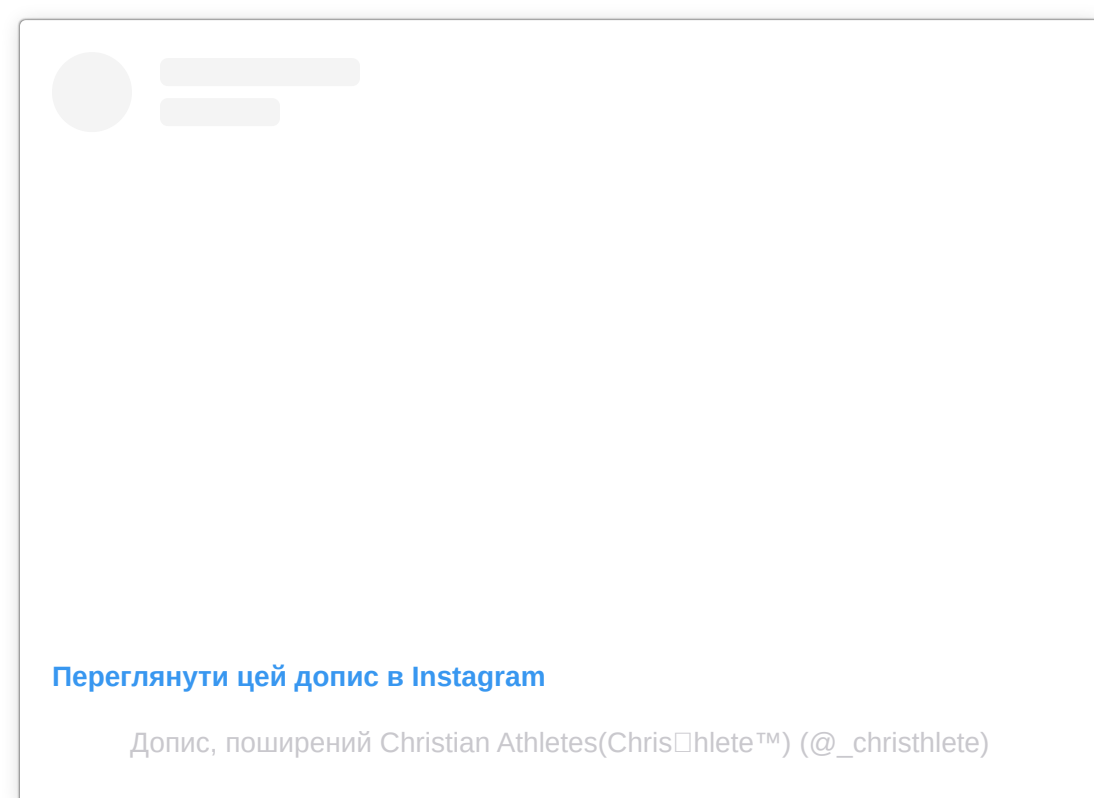 Переглянути цей допис в Instagram
Допис, поширений Christian Athletes(Chris□hlete™) (@_christhlete)